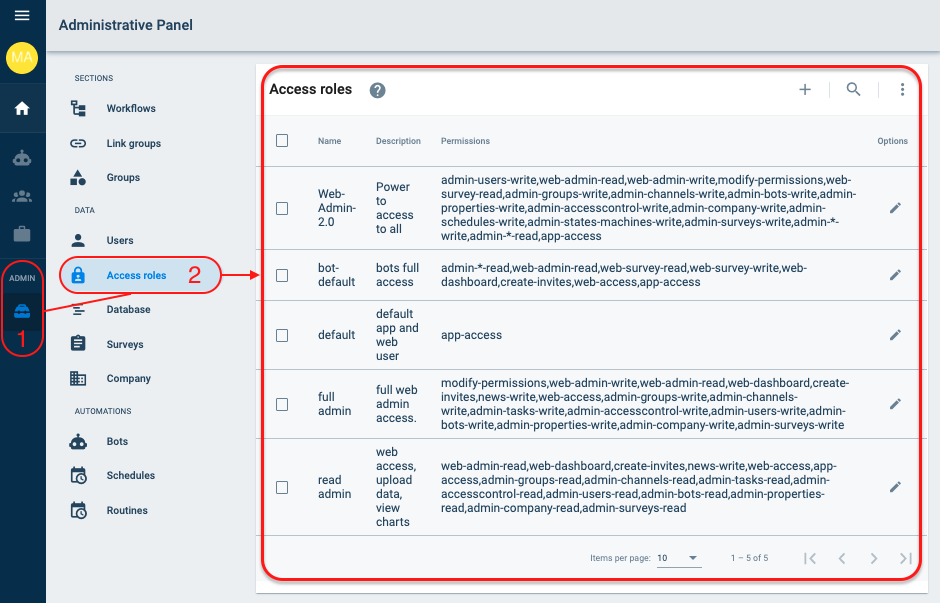 Administrative Panel
MA
SECTIONS
Workflows
Link groups
Groups
DATA
Users
Access roles 2
Database
Surveys
Company
AUTOMATIONS
Bots
Schedules
Routines
ADMIN
1
Access roles ?
Name Description Permissions Options
Web-
Admin-
2.0
Power
to
access
to all
admin-users-write,web-admin-read,web-admin-write,modify-permissions,web-
survey-read,admin-groups-write,admin-channels-write,admin-bots-write,admin-
properties-write,admin-accesscontrol-write,admin-company-write,admin-
schedules-write,admin-states-machines-write,admin-surveys-write,admin-*-
write,admin-*-read,app-access
bot-
default
bots full
access
admin-*-read,web-admin-read,web-survey-read,web-survey-write,web-
dashboard,create-invites,web-access,app-access
default
default
app and
web
user
app-access
full
admin
full web
admin
access.
modify-permissions,web-admin-write,web-admin-read,web-dashboard,create-
invites,news-write,web-access,admin-groups-write,admin-channels-
write,admin-tasks-write,admin-accesscontrol-write,admin-users-write,admin-
bots-write,admin-properties-write,admin-company-write,admin-surveys-write
read
admin
web
access,
upload
data,
view
charts
web-admin-read,web-dashboard,create-invites,news-write,web-access,app-
access,admin-groups-read,admin-channels-read,admin-tasks-read,admin-
accesscontrol-read,admin-users-read,admin-bots-read,admin-properties-
read,admin-company-read,admin-surveys-read
Items per page: 10 1 – 5 of 5